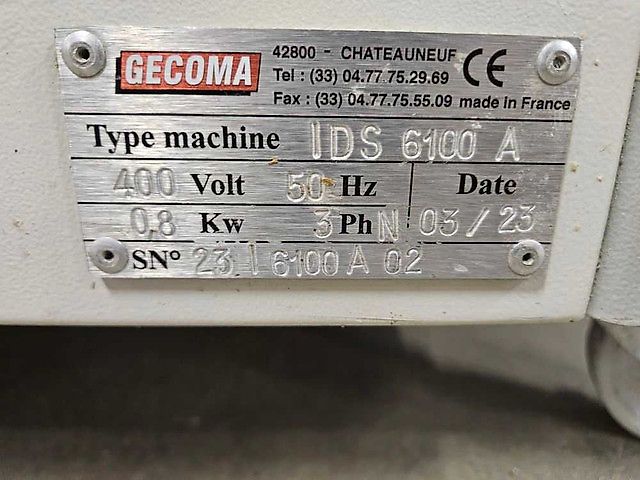 GECOMA
42800 - CHATEAUNEUF
Tel : (33) 04.77.75.29.69
Fax : (33) 04.77.75.55.09 made in France
CE
Type machine IDS 6100 A
400 Volt 50 Hz Date
0.8 Kw 3 Ph N 03/23
SN° 23 I 6100 A 02